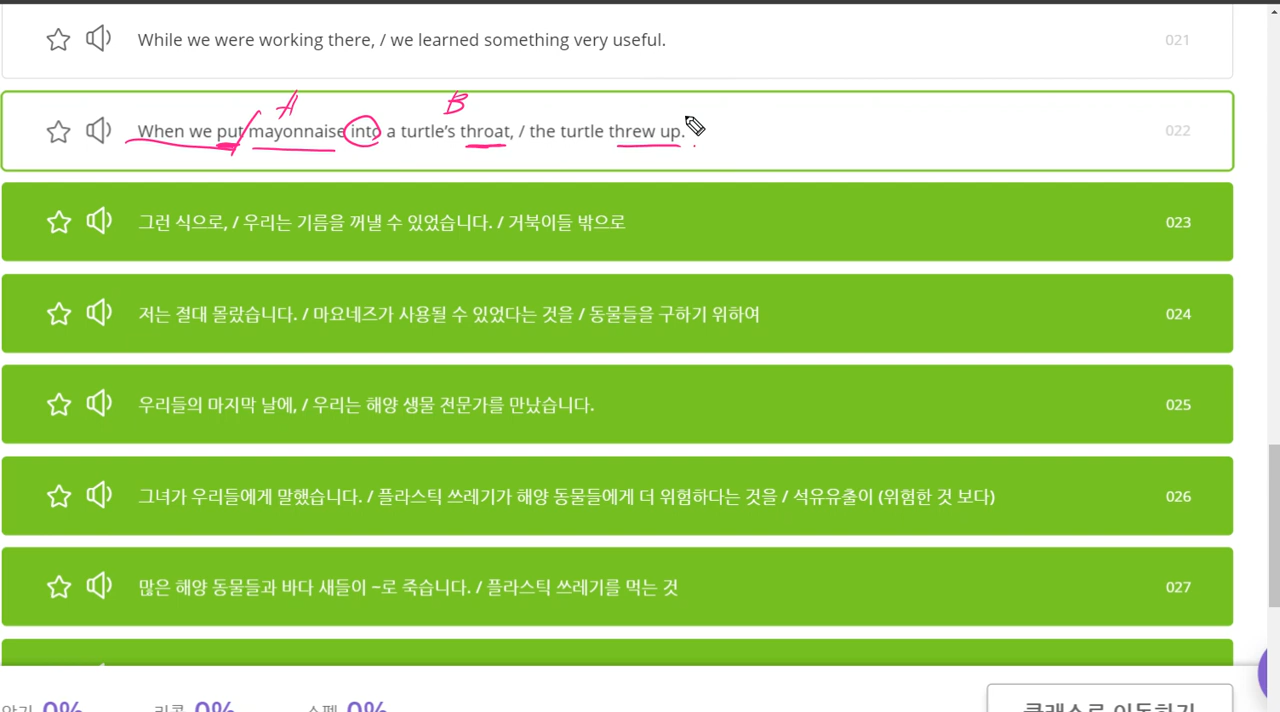 While we were working there, / we learned something very useful. 021
A B
When we put mayonnaise into a turtle's throat, / the turtle threw up. 022
그런 식으로, / 우리는 기름을 꺼낼 수 있었습니다. / 거북이들 밖으로 023
저는 결대 몰랐습니다. / 마요네즈가 사용될 수 있었다는 것을 / 동물들을 구하기 위하여 024
우리들의 마지막 날에, / 우리는 해양 생물 전문가를 만났습니다. 025
그녀가 우리들에게 말했습니다. / 플라스틱 쓰레기가 해양 동물들에게 더 위험하다는 것을 / 석유유출이 (위험한 것 보다) 026
많은 해양 동물들과 바다 새들이 –로 죽습니다. / 플라스틱 쓰레기를 먹는 것 027
0% 0% 0%